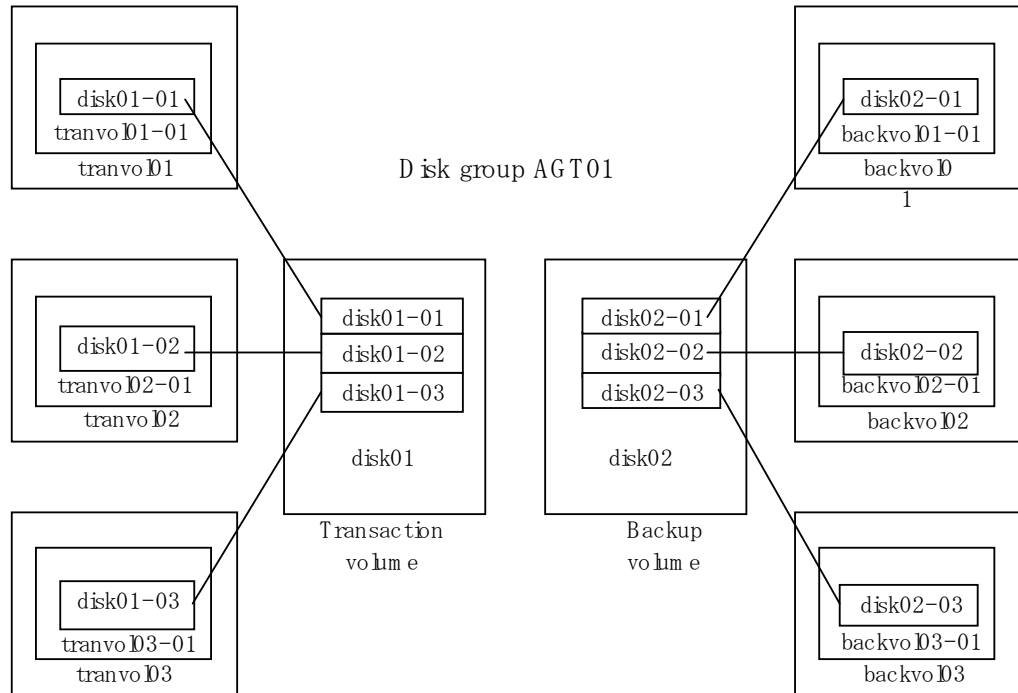 disk01-01
tranvol01-01
tranvol01
Disk group AGT01
disk02-01
backvol01-01
backvol0
1
disk01-02
tranvol02-01
tranvol02
disk01-01
disk01-02
disk01-03
disk01
Transaction
volume
disk02-01
disk02-02
disk02-03
disk02
Backup
volume
disk02-02
backvol02-01
backvol02
disk01-03
tranvol03-01
tranvol03
disk02-03
backvol03-01
backvol03